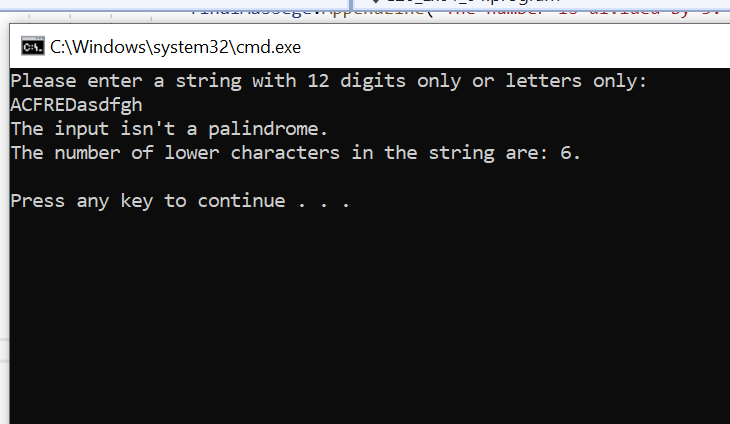 C:\Windows\system32\cmd.exe
Please enter a string with 12 digits only or letters only:
ACFREDasdfgh
The input isn't a palindrome.
The number of lower characters in the string are: 6.
Press any key to continue . . .